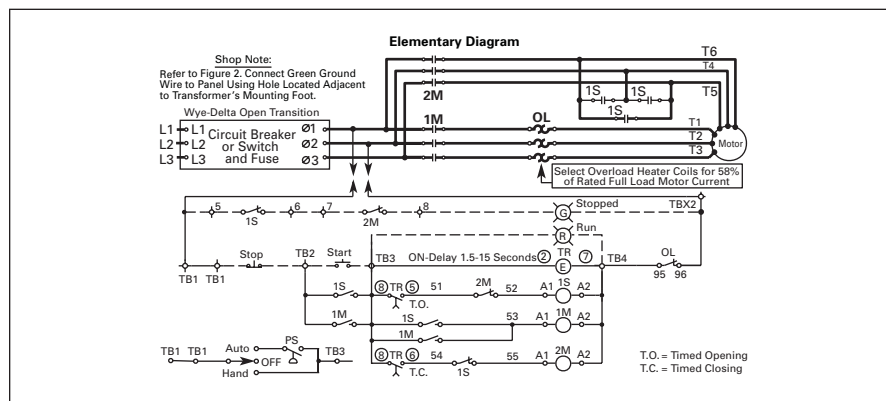 Elementary Diagram
Shop Note:
Refer to Figure 2. Connect Green Ground
Wire to Panel Using Hole Located Adjacent
to Transformer's Mounting Foot.
Wye-Delta Open Transition
L1 L1 Circuit Breaker Ø1
L2 L2 or Switch Ø2
L3 L3 and Fuse Ø3
2M
1M
OL
1S 1S
1S
T6
T4
T5
T1
T2
T3
Motor
Select Overload Heater Coils for 58%
of Rated Full Load Motor Current
5 1S 6 7 2M 8 G Stopped TBX2
R Run
TB1 TB1 Stop TB2 Start TB3 ON-Delay 1.5-15 Seconds 2 TR E 7 TB4 OL 95 96
1S 8 TR 5 T.O. 51 2M 52 A1 1S A2
1M 1S 53 A1 1M A2
1M
8 TR 6 T.C. 54 1S 55 A1 2M A2
TB1 TB1 Auto PS
OFF TB3
Hand
T.O. = Timed Opening
T.C. = Timed Closing